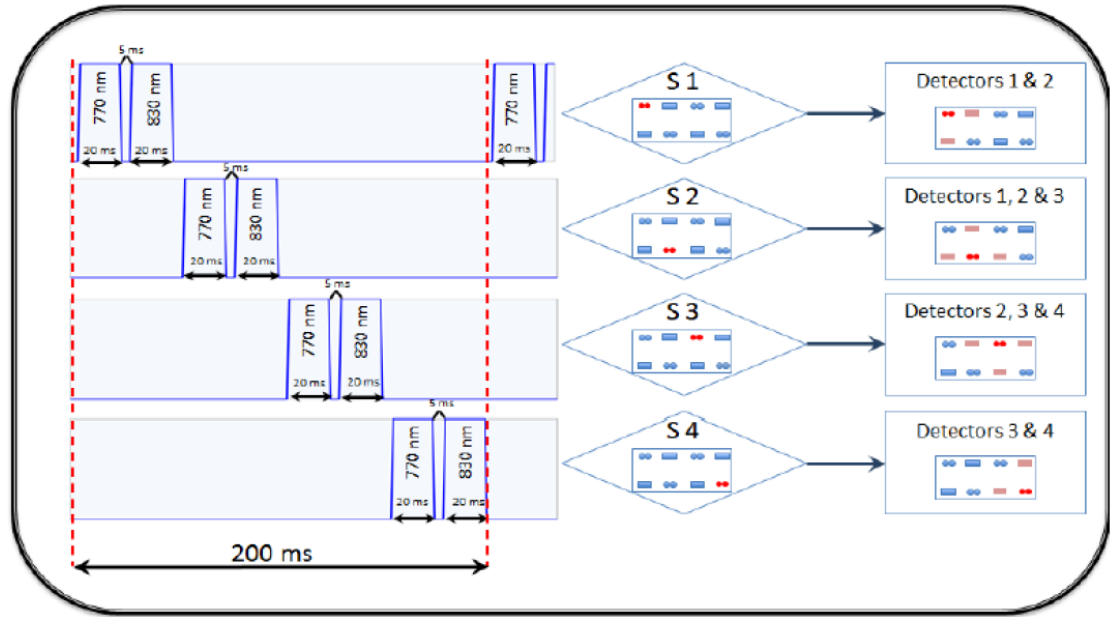 5 ms
770 nm
830 nm
770 nm
20 ms
20 ms
20 ms
S 1
Detectors 1 & 2
5 ms
770 nm
830 nm
20 ms
20 ms
S 2
Detectors 1, 2 & 3
5 ms
770 nm
830 nm
20 ms
20 ms
S 3
Detectors 2, 3 & 4
5 ms
770 nm
830 nm
20 ms
20 ms
S 4
Detectors 3 & 4
200 ms